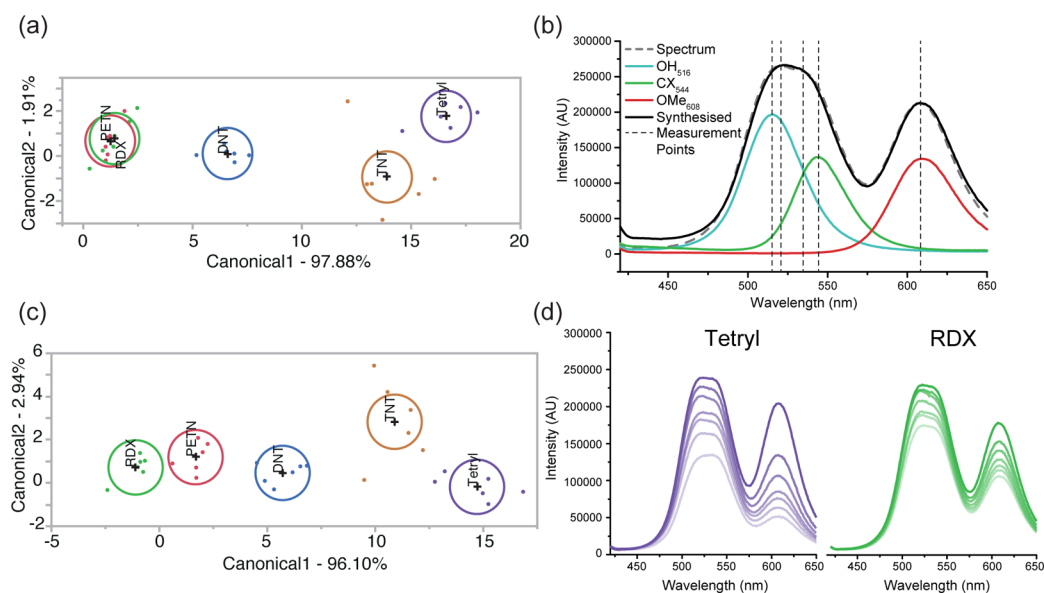 (a)
Canonical2 - 1.91%
2
0
-2
PETN
RDX
DNT
TNT
Tetryl
0
5
10
15
20
Canonical1 - 97.88%
(b)
Intensity (AU)
300000
250000
200000
150000
100000
50000
0
Spectrum
OH516
CX544
OMe608
Synthesised
Measurement
Points
450
500
550
600
650
Wavelength (nm)
(c)
Canonical2 - 2.94%
6
4
2
0
-2
RDX
PETN
DNT
TNT
Tetryl
-5
0
5
10
15
Canonical1 - 96.10%
(d)
Tetryl
RDX
Intensity (AU)
300000
250000
200000
150000
100000
50000
0
450
500
550
600
650
Wavelength (nm)
450
500
550
600
650
Wavelength (nm)